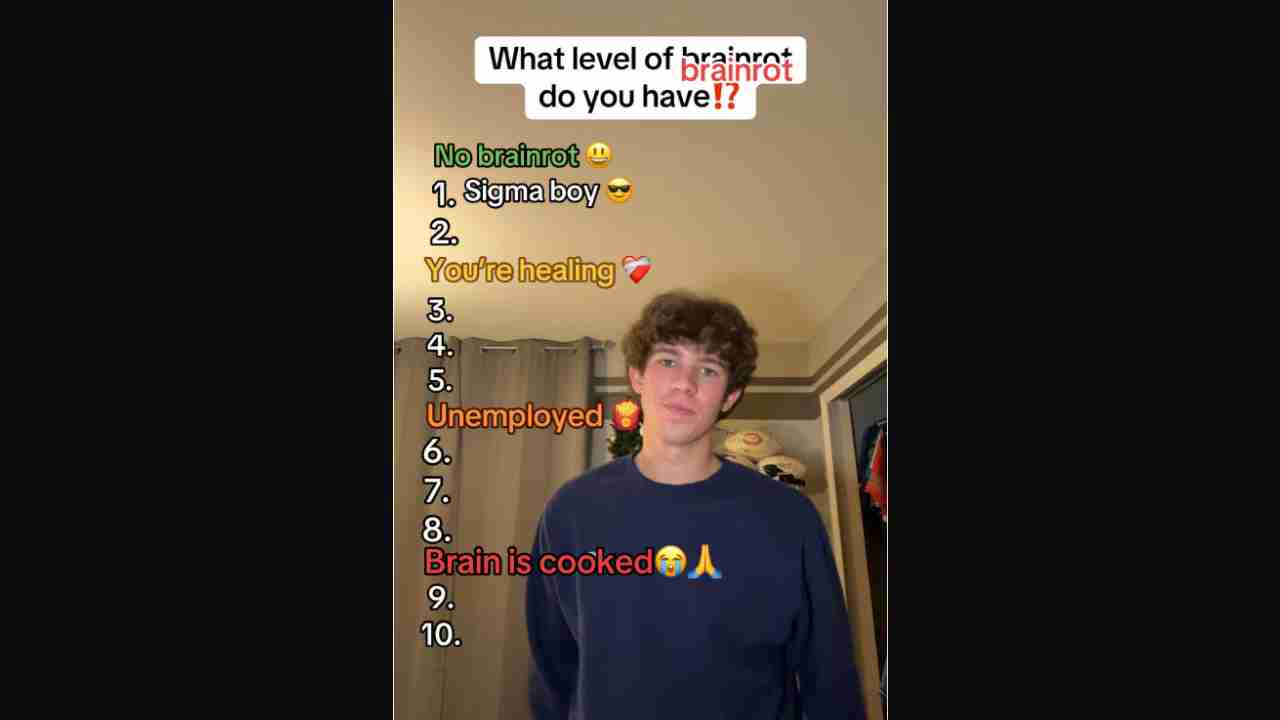 What level of brainrot
brainrot
do you have⁉️
No brainrot 😃
1. Sigma boy 😎
2.
You're healing ❤️‍🩹
3.
4.
5.
Unemployed 🍟
6.
7.
8.
Brain is cooked😭🙏
9.
10.